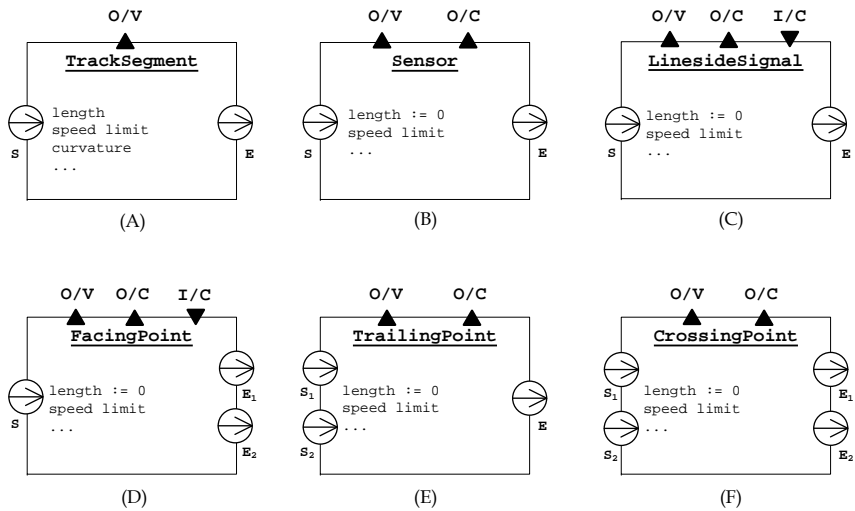 O/V
TrackSegment
length
speed limit
curvature
...
S
E
(A)
O/V O/C
Sensor
length := 0
speed limit
...
S
E
(B)
O/V O/C I/C
LinesideSignal
length := 0
speed limit
...
S
E
(C)
O/V O/C I/C
FacingPoint
length := 0
speed limit
...
S
E₁
E₂
(D)
O/V O/C
TrailingPoint
length := 0
speed limit
...
S₁
S₂
E
(E)
O/V O/C
CrossingPoint
length := 0
speed limit
...
S₁
S₂
E₁
E₂
(F)